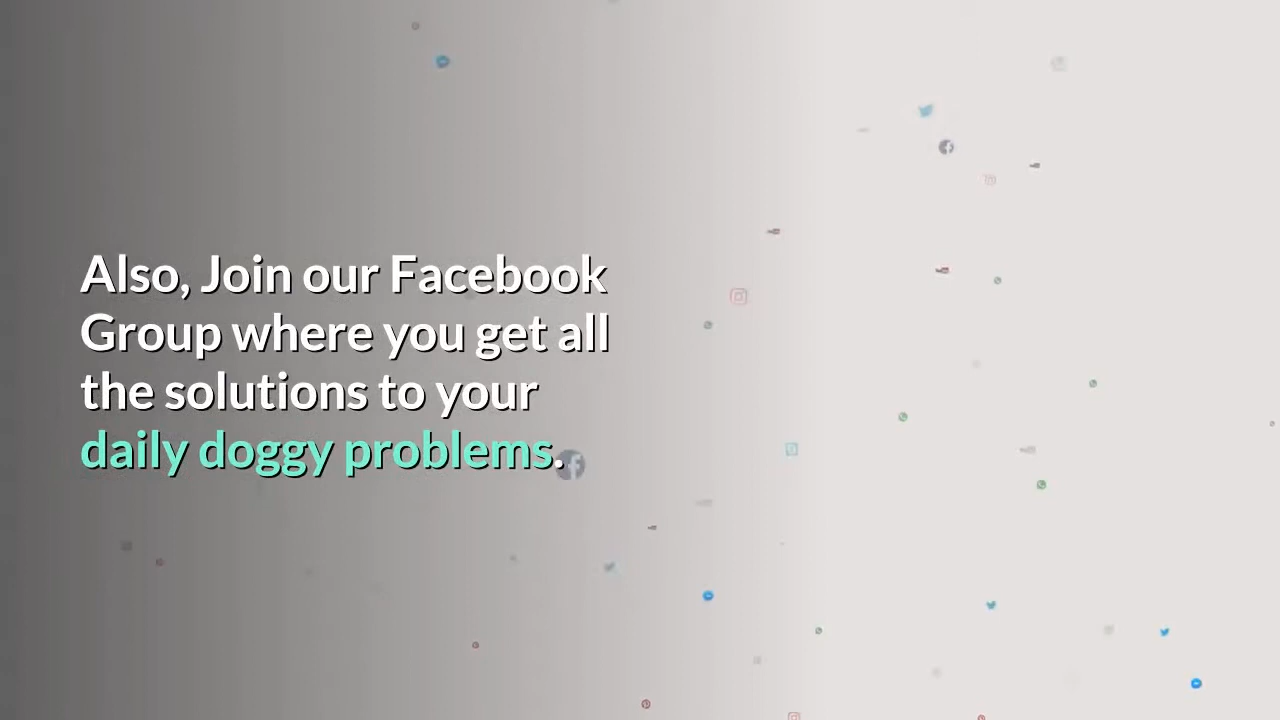 Also, Join our Facebook
Group where you get all
the solutions to your
daily doggy problems.